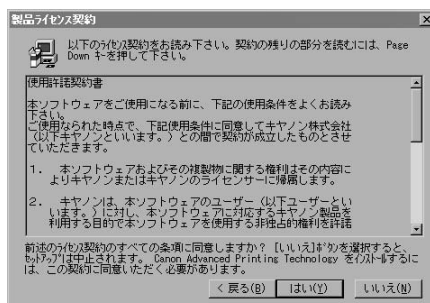 製品ライセンス契約
以下のライセンス契約をお読み下さい。契約の残りの部分を読むには、Page
Down キーを押して下さい。
使用許諾契約書
本ソフトウェアをご使用になる前に、下記の使用条件をよくお読み
下さい。
ご使用なられた時点で、下記使用条件に同意してキヤノン株式会社
（以下キヤノンといいます。）との間で契約が成立したものとさせ
ていただきます。
1． 本ソフトウェアおよびその複製物に関する権利はその内容に
よりキヤノンまたはキヤノンのライセンサーに帰属します。
2． キヤノンは、本ソフトウェアのユーザー（以下ユーザーとい
います。）に対し、本ソフトウェアに対応するキヤノン製品を
利用する目的で本ソフトウェアを使用する非独占的権利を許諾
前述のライセンス契約のすべての条項に同意しますか？［いいえ］ボタンを選択すると、
セットアップは中止されます。 Canon Advanced Printing Technology をインストールするに
は、この契約に同意いただく必要があります。
< 戻る(B) はい(Y) いいえ(N)